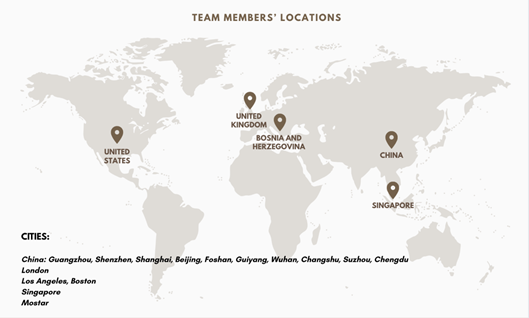 TEAM MEMBERS' LOCATIONS
UNITED
KINGDOM
BOSNIA AND
HERZEGOVINA
UNITED
STATES
CHINA
SINGAPORE
CITIES:
China: Guangzhou, Shenzhen, Shanghai, Beijing, Foshan, Guiyang, Wuhan, Changshu, Suzhou, Chengdu
London
Los Angeles, Boston
Singapore
Mostar